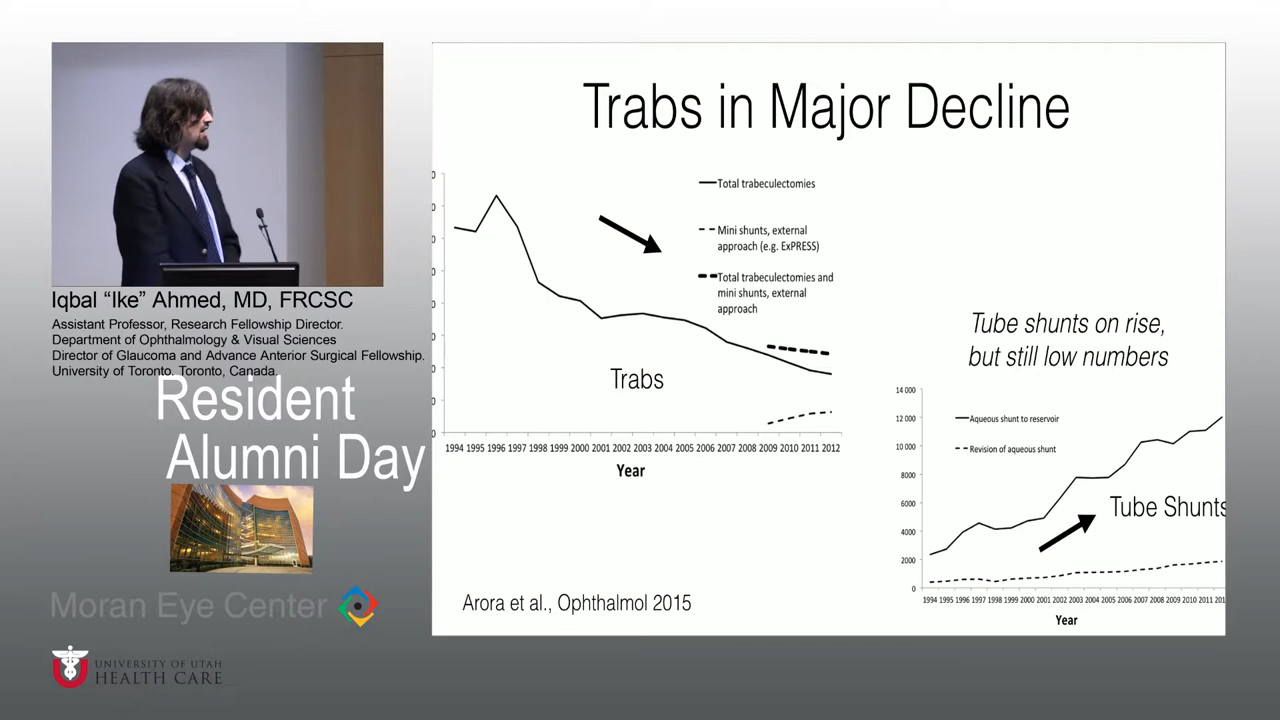 Trabs in Major Decline
Total trabeculectomies
Mini shunts, external
approach (e.g. ExPRESS)
Total trabeculectomies and
mini shunts, external
approach
Trabs
0
1994 1995 1996 1997 1998 1999 2000 2001 2002 2003 2004 2005 2006 2007 2008 2009 2010 2011 2012
Year
Tube shunts on rise,
but still low numbers
14 000
12 000
10 000
8000
6000
4000
2000
0
Aqueous shunt to reservoir
Revision of aqueous shunt
Tube Shunts
1994 1995 1996 1997 1998 1999 2000 2001 2002 2003 2004 2005 2006 2007 2008 2009 2010 2011 201
Year
Arora et al., Ophthalmol 2015
Iqbal “Ike” Ahmed, MD, FRCSC
Assistant Professor, Research Fellowship Director.
Department of Ophthalmology & Visual Sciences
Director of Glaucoma and Advance Anterior Surgical Fellowship.
University of Toronto, Toronto, Canada.
Resident
Alumni Day
Moran Eye Center
UNIVERSITY OF UTAH
HEALTH CARE